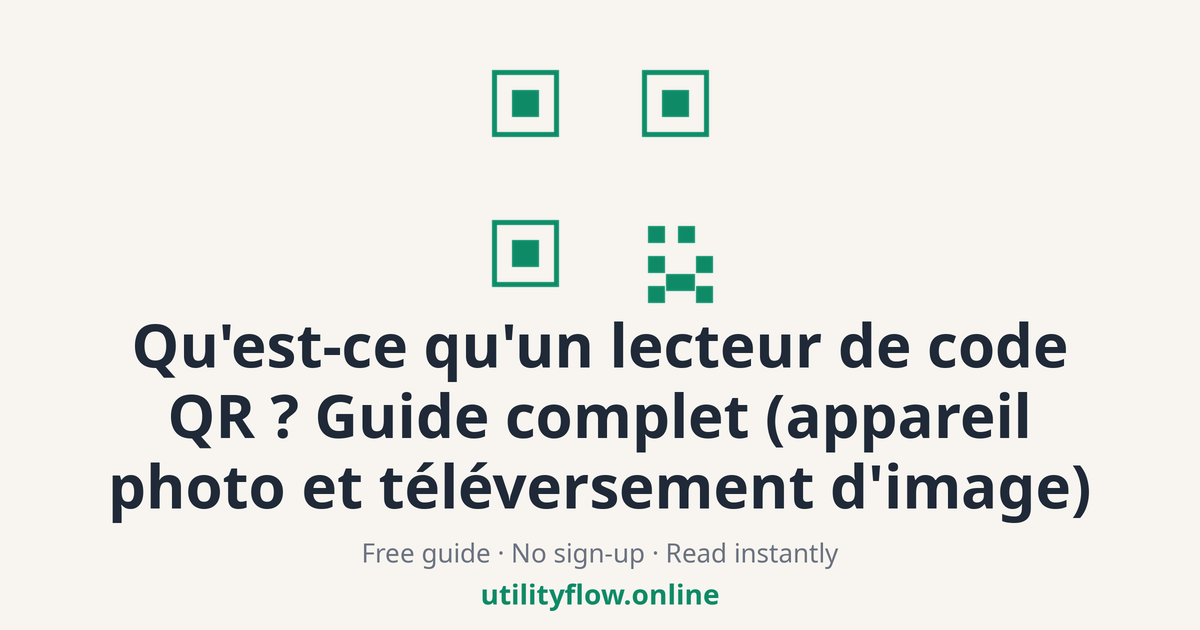 Qu'est-ce qu'un lecteur de code
QR ? Guide complet (appareil
photo et téléversement d'image)
Free guide · No sign-up · Read instantly
utilityflow.online